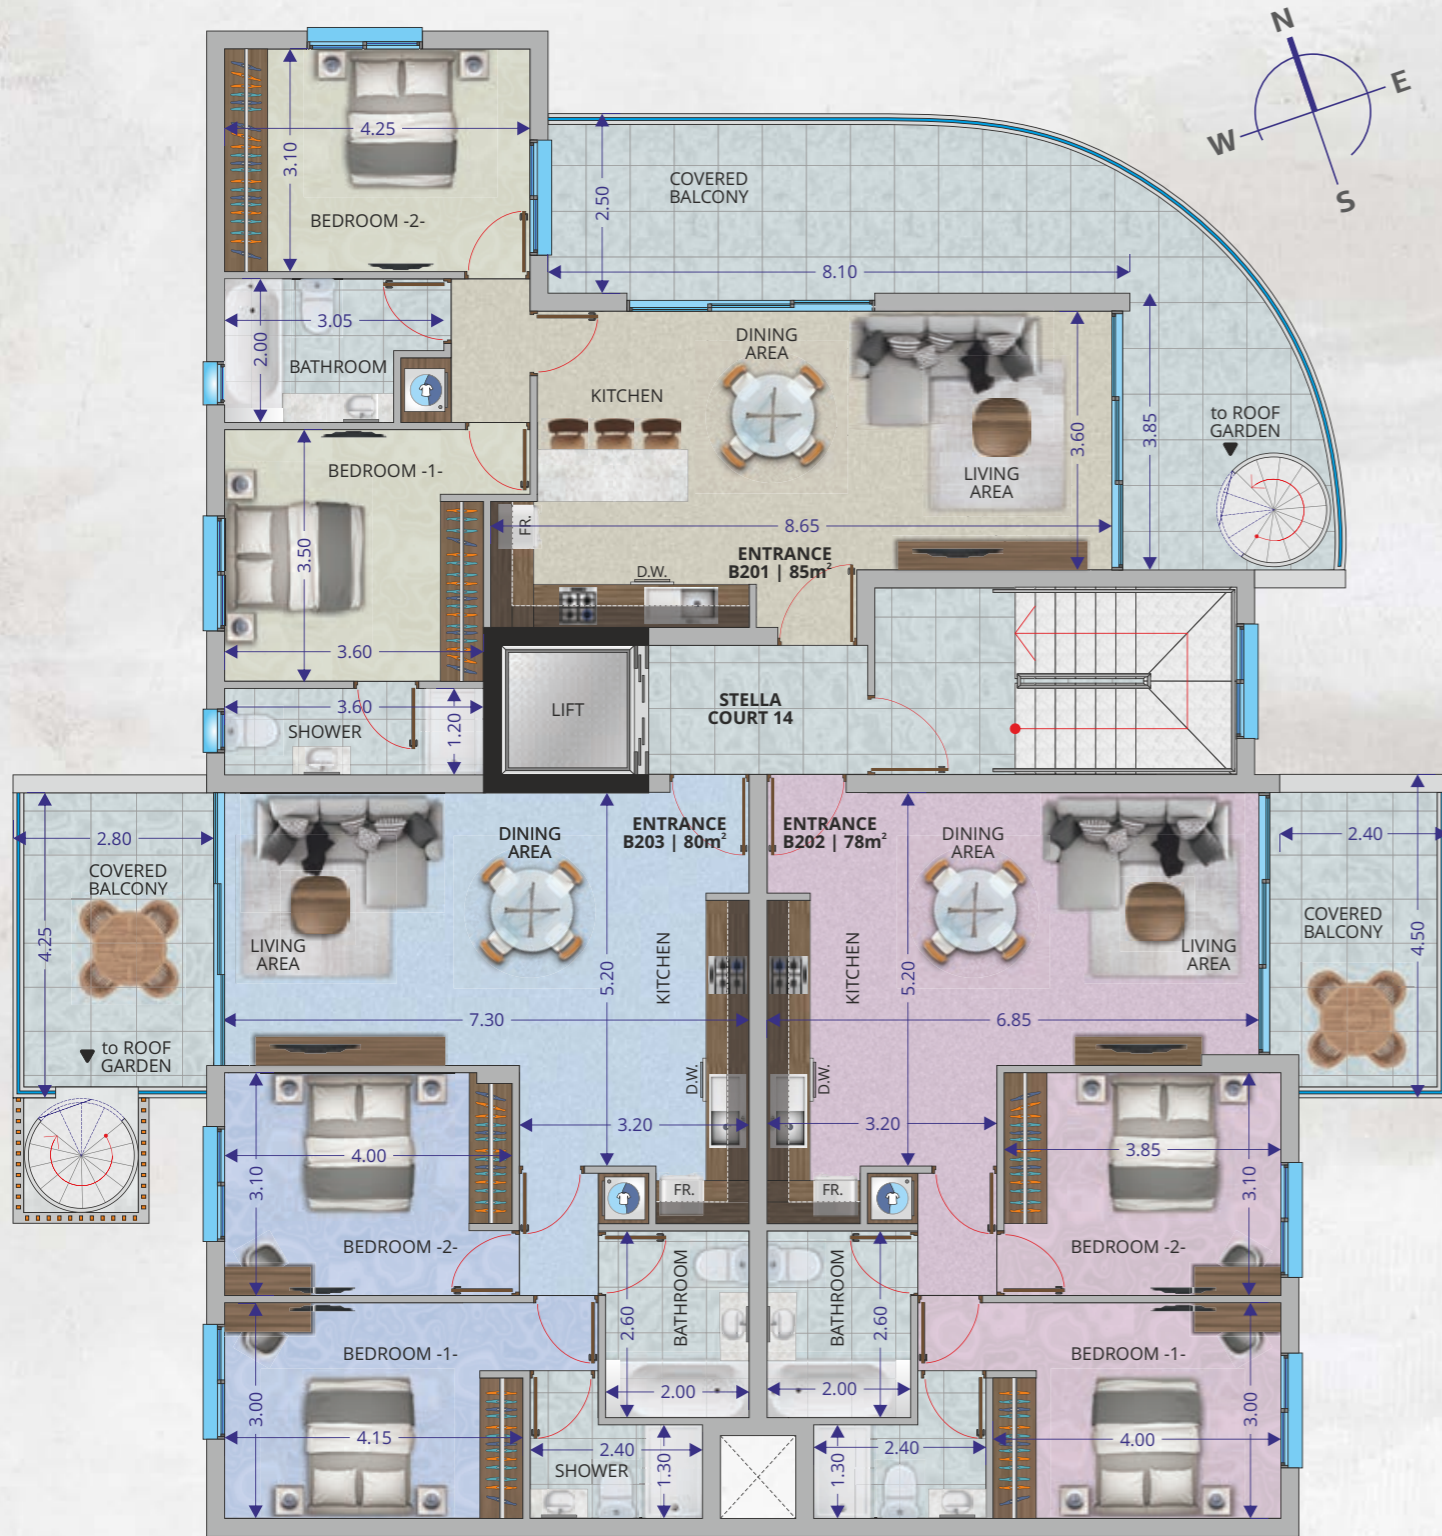 N
E
W
S
4.25
3.10
BEDROOM -2-
COVERED
BALCONY
2.50
8.10
3.05
2.00
BATHROOM
DINING
AREA
KITCHEN
3.60
3.85
to ROOF
GARDEN
LIVING
AREA
BEDROOM -1-
3.50
3.60
FR.
8.65
ENTRANCE
B201 | 85m²
D.W.
3.60
SHOWER
1.20
LIFT
STELLA
COURT 14
2.80
COVERED
BALCONY
4.25
to ROOF
GARDEN
DINING
AREA
ENTRANCE
B203 | 80m²
LIVING
AREA
5.20
KITCHEN
7.30
D.W.
3.20
FR.
ENTRANCE
B202 | 78m²
DINING
AREA
KITCHEN
5.20
LIVING
AREA
6.85
D.W.
3.20
FR.
2.40
COVERED
BALCONY
4.50
4.00
3.10
BEDROOM -2-
BATHROOM
2.60
2.00
BATHROOM
2.60
2.00
3.85
3.10
BEDROOM -2-
BEDROOM -1-
3.00
4.15
2.40
SHOWER
1.30
1.30
2.40
BEDROOM -1-
3.00
4.00